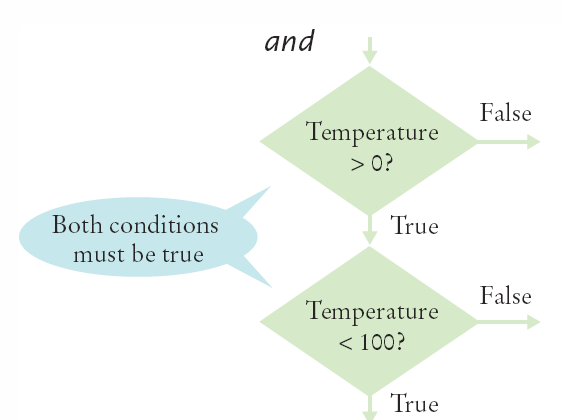 and
False
Temperature
> 0?
True
Both conditions
must be true
False
Temperature
< 100?
True